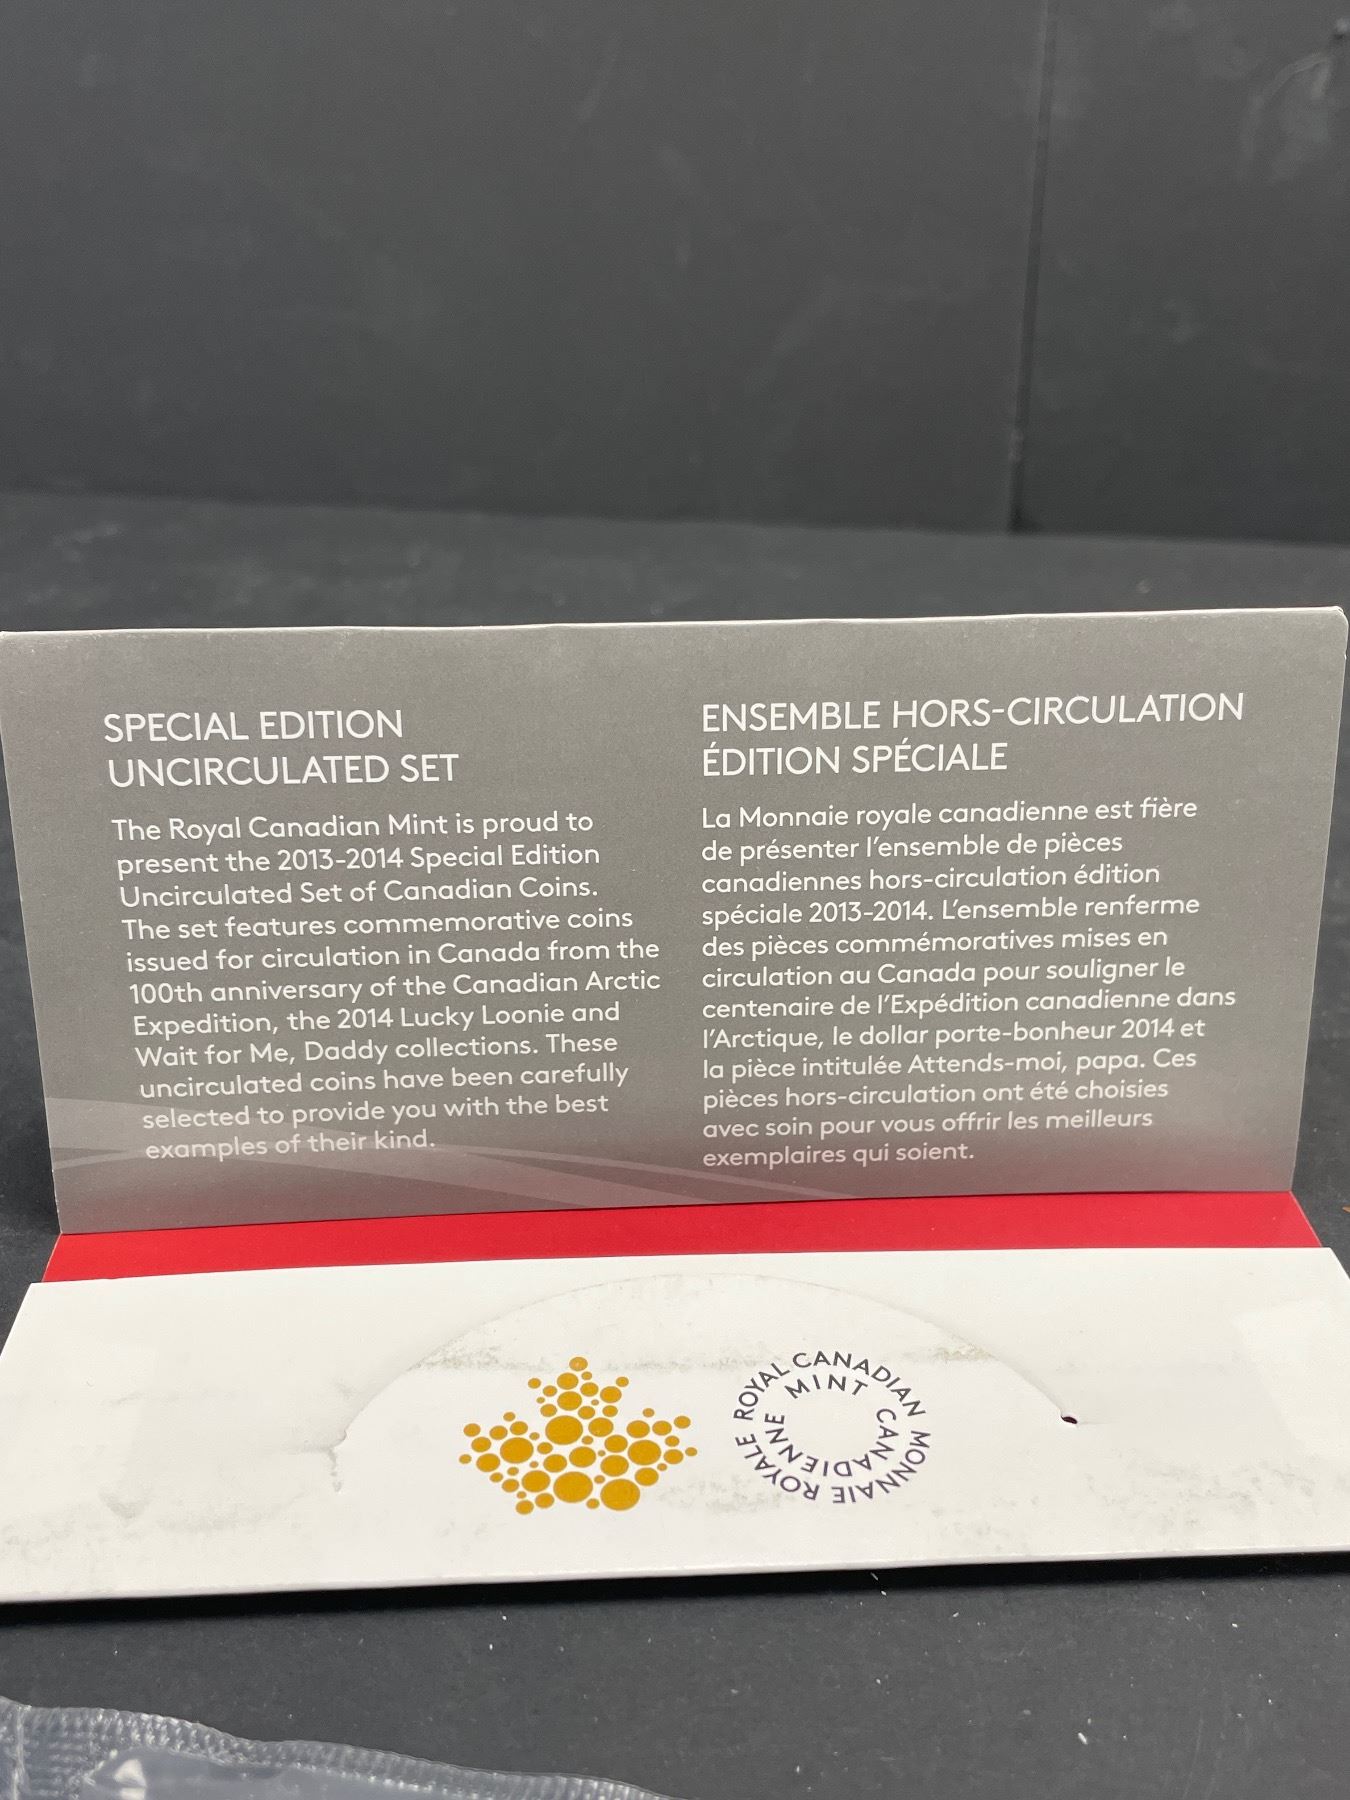 SPECIAL EDITION
UNCIRCULATED SET
The Royal Canadian Mint is proud to
present the 2013-2014 Special Edition
Uncirculated Set of Canadian Coins.
The set features commemorative coins
issued for circulation in Canada from the
100th anniversary of the Canadian Arctic
Expedition, the 2014 Lucky Loonie and
Wait for Me, Daddy collections. These
uncirculated coins have been carefully
selected to provide you with the best
examples of their kind.
ENSEMBLE HORS-CIRCULATION
ÉDITION SPÉCIALE
La Monnaie royale canadienne est fière
de présenter l'ensemble de pièces
canadiennes hors-circulation édition
spéciale 2013-2014. L'ensemble renferme
des pièces commémoratives mises en
circulation au Canada pour souligner le
centenaire de l'Expédition canadienne dans
l'Arctique, le dollar porte-bonheur 2014 et
la pièce intitulée Attends-moi, papa. Ces
pièces hors-circulation ont été choisies
avec soin pour vous offrir les meilleurs
exemplaires qui soient.
ROYAL CANADIAN MONNAIE ROYALE
MINT CANADIENNE